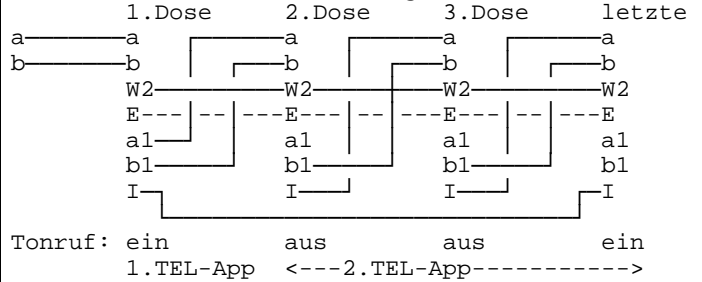 1.Dose 2.Dose 3.Dose letzte
a a a a a
b b b b b
W2 W2 W2 W2
E--- -- ---E-- -- ---E--- -- ---E
a1 a1 a1 a1
b1 b1 b1 b1
I I I I
Tonruf: ein aus aus ein
1.TEL-App <---2.TEL-App----------->